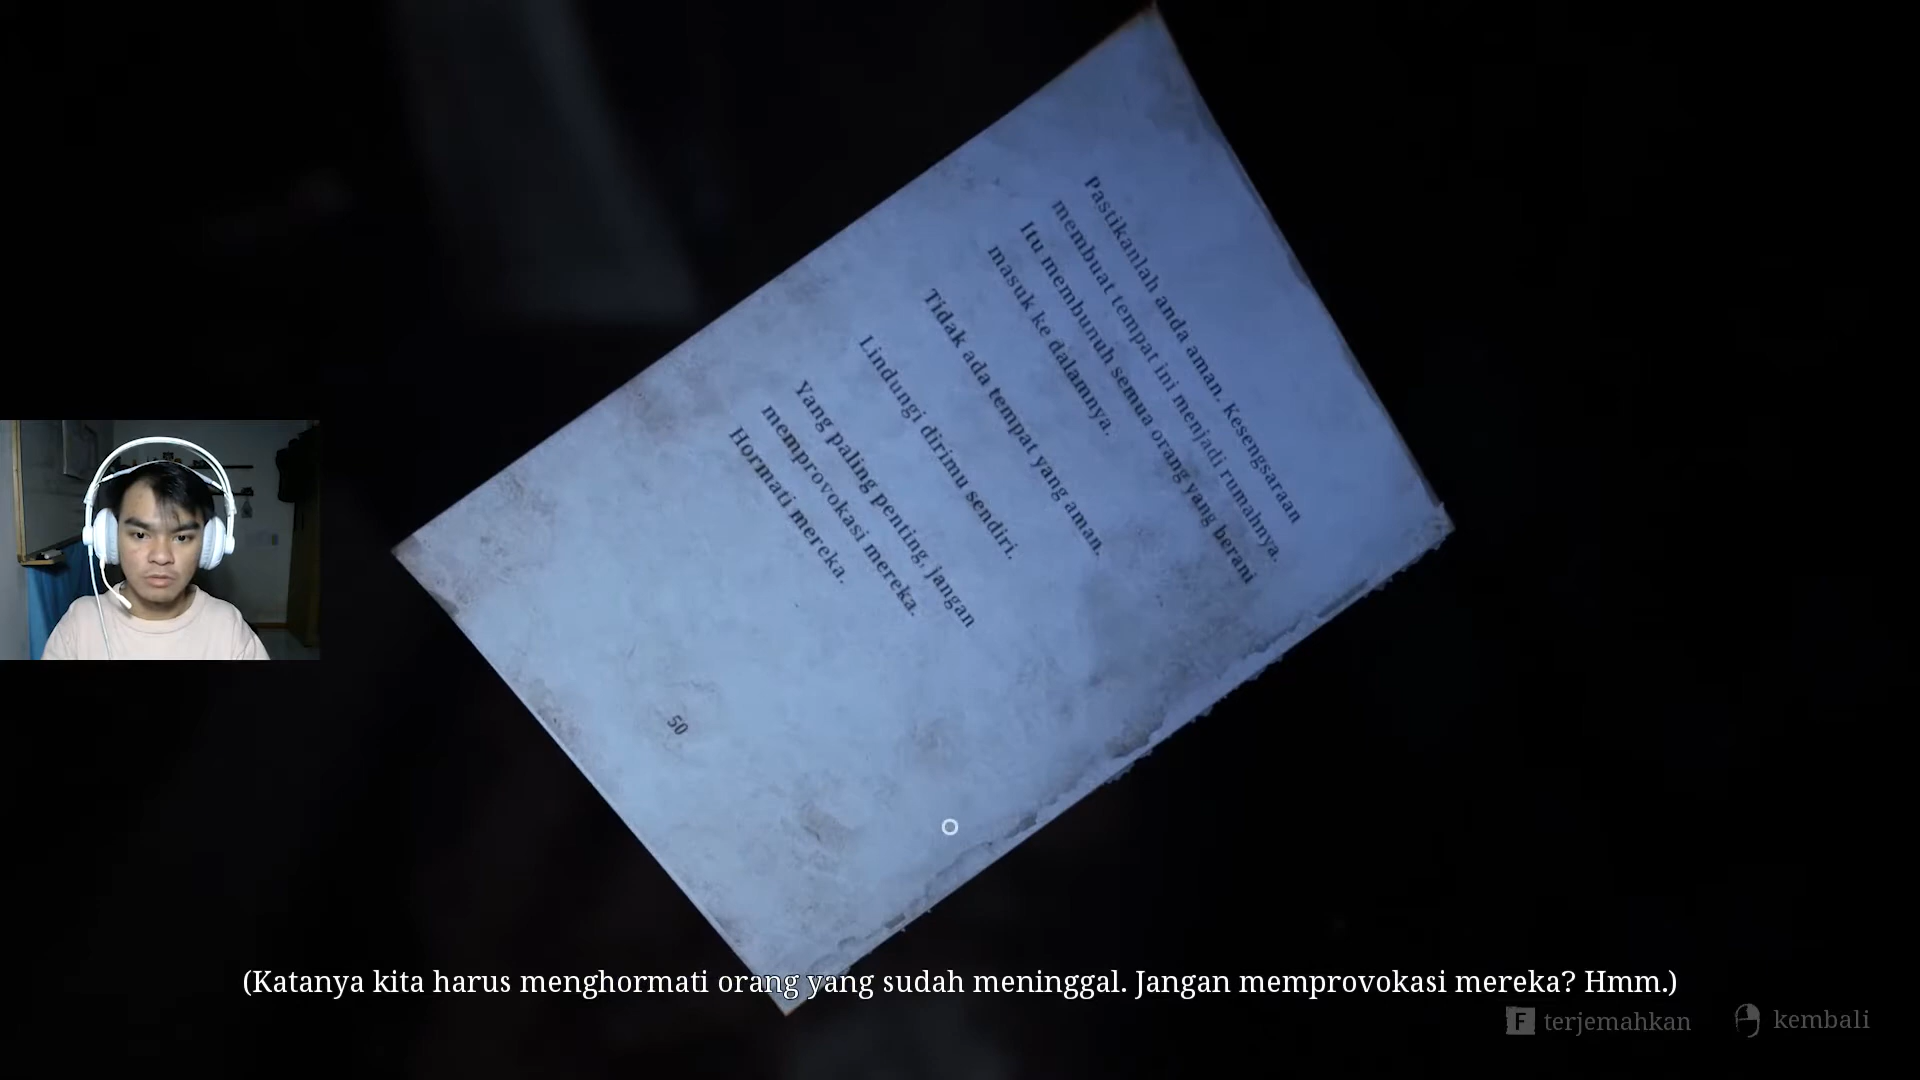 Pastikanlah anda aman. Kesengsaraan
membuat tempat ini menjadi rumahnya.
Itu membunuh semua orang yang berani
masuk ke dalamnya.
Tidak ada tempat yang aman.
Lindungi dirimu sendiri.
Yang paling penting, jangan
memprovokasi mereka.
Hormati mereka.
50
(Katanya kita harus menghormati orang yang sudah meninggal. Jangan memprovokasi mereka? Hmm.)
F terjemahkan
kembali